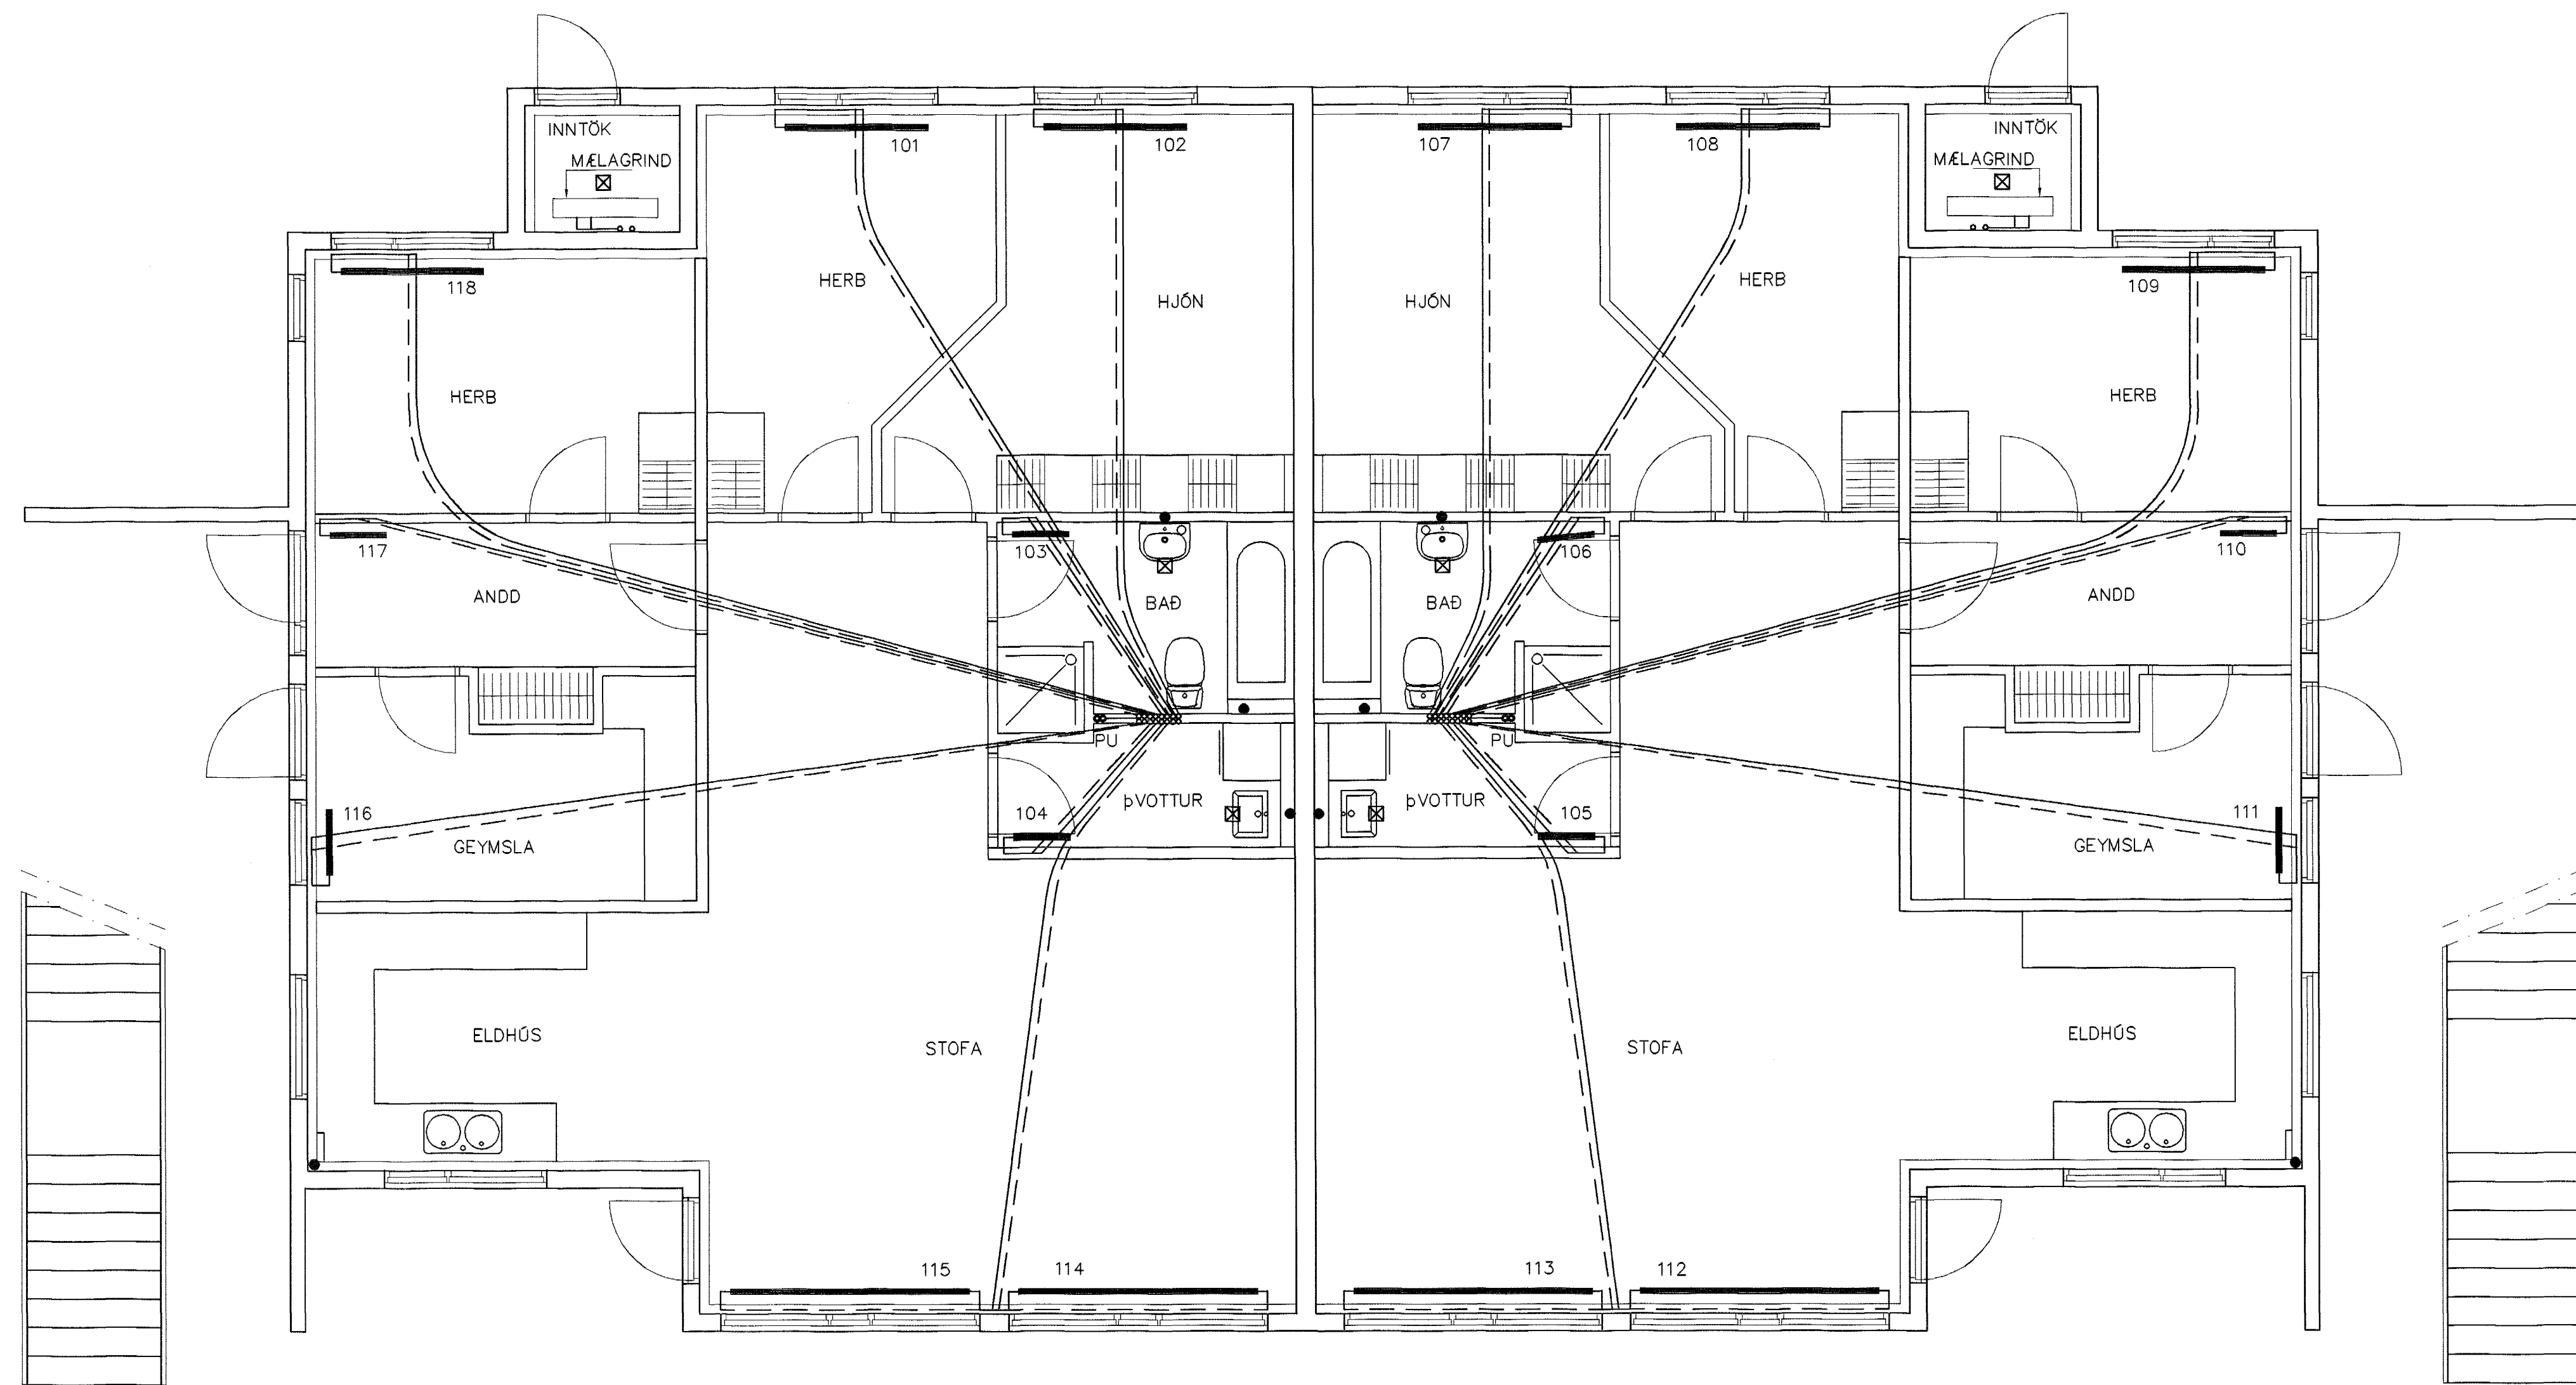 INNTÖK
INNTÖK
MÆLAGRIND
MÆLAGRIND
101
102
107
108
118
109
HERB
HJÓN
HJÓN
HERB
HERB
HERB
117
103
106
110
ANDD
BAÐ
BAÐ
ANDD
PU
PU
116
104
ÞVOTTUR
ÞVOTTUR
105
111
GEYMSLA
GEYMSLA
ELDHÚS
STOFA
STOFA
ELDHÚS
115
114
113
112